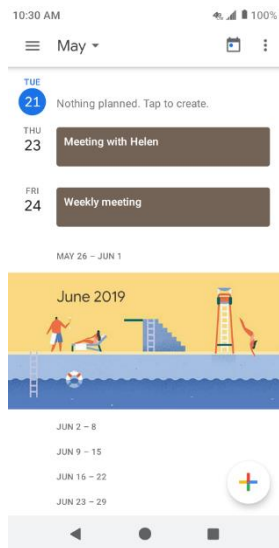 10:30 AM 100%
May
TUE
21
Nothing planned. Tap to create.
THU
23
Meeting with Helen
FRI
24
Weekly meeting
MAY 26 – JUN 1
June 2019
JUN 2 – 8
JUN 9 – 15
JUN 16 – 22
JUN 23 – 29